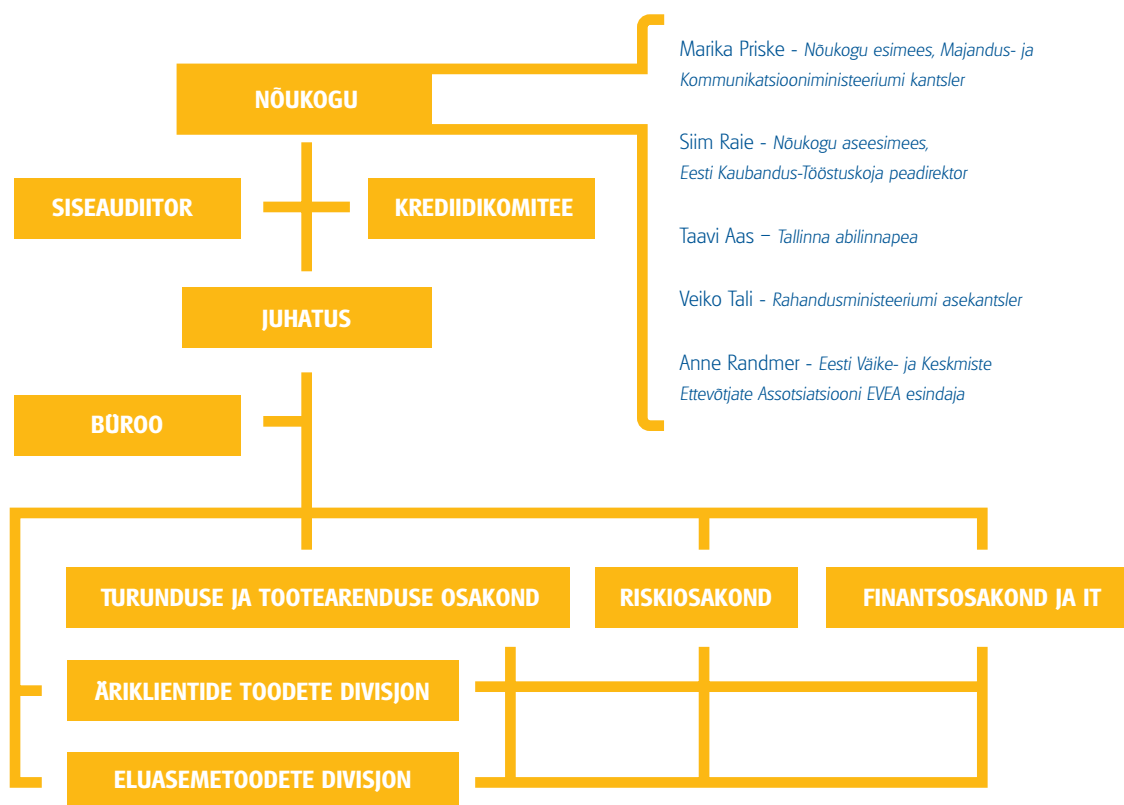 NÕUKOGU
SISEAUDIITOR
KREDIIDIKOMITEE
JUHATUS
BÜROO
Marika Priske - Nõukogu esimees, Majandus- ja
Kommunikatsiooniministeeriumi kantsler
Siim Raie - Nõukogu aseesimees,
Eesti Kaubandus-Tööstuskoja peadirektor
Taavi Aas – Tallinna abilinnapea
Veiko Tali - Rahandusministeeriumi asekantsler
Anne Randmer - Eesti Väike- ja Keskmiste
Ettevõtjate Assotsiatsiooni EVEA esindaja
TURUNDUSE JA TOOTEARENDUSE OSAKOND
RISKIOSAKOND
FINANTSOSAKOND JA IT
ÄRIKLIENTIDE TOODETE DIVISJON
ELUASEMETOODETE DIVISJON